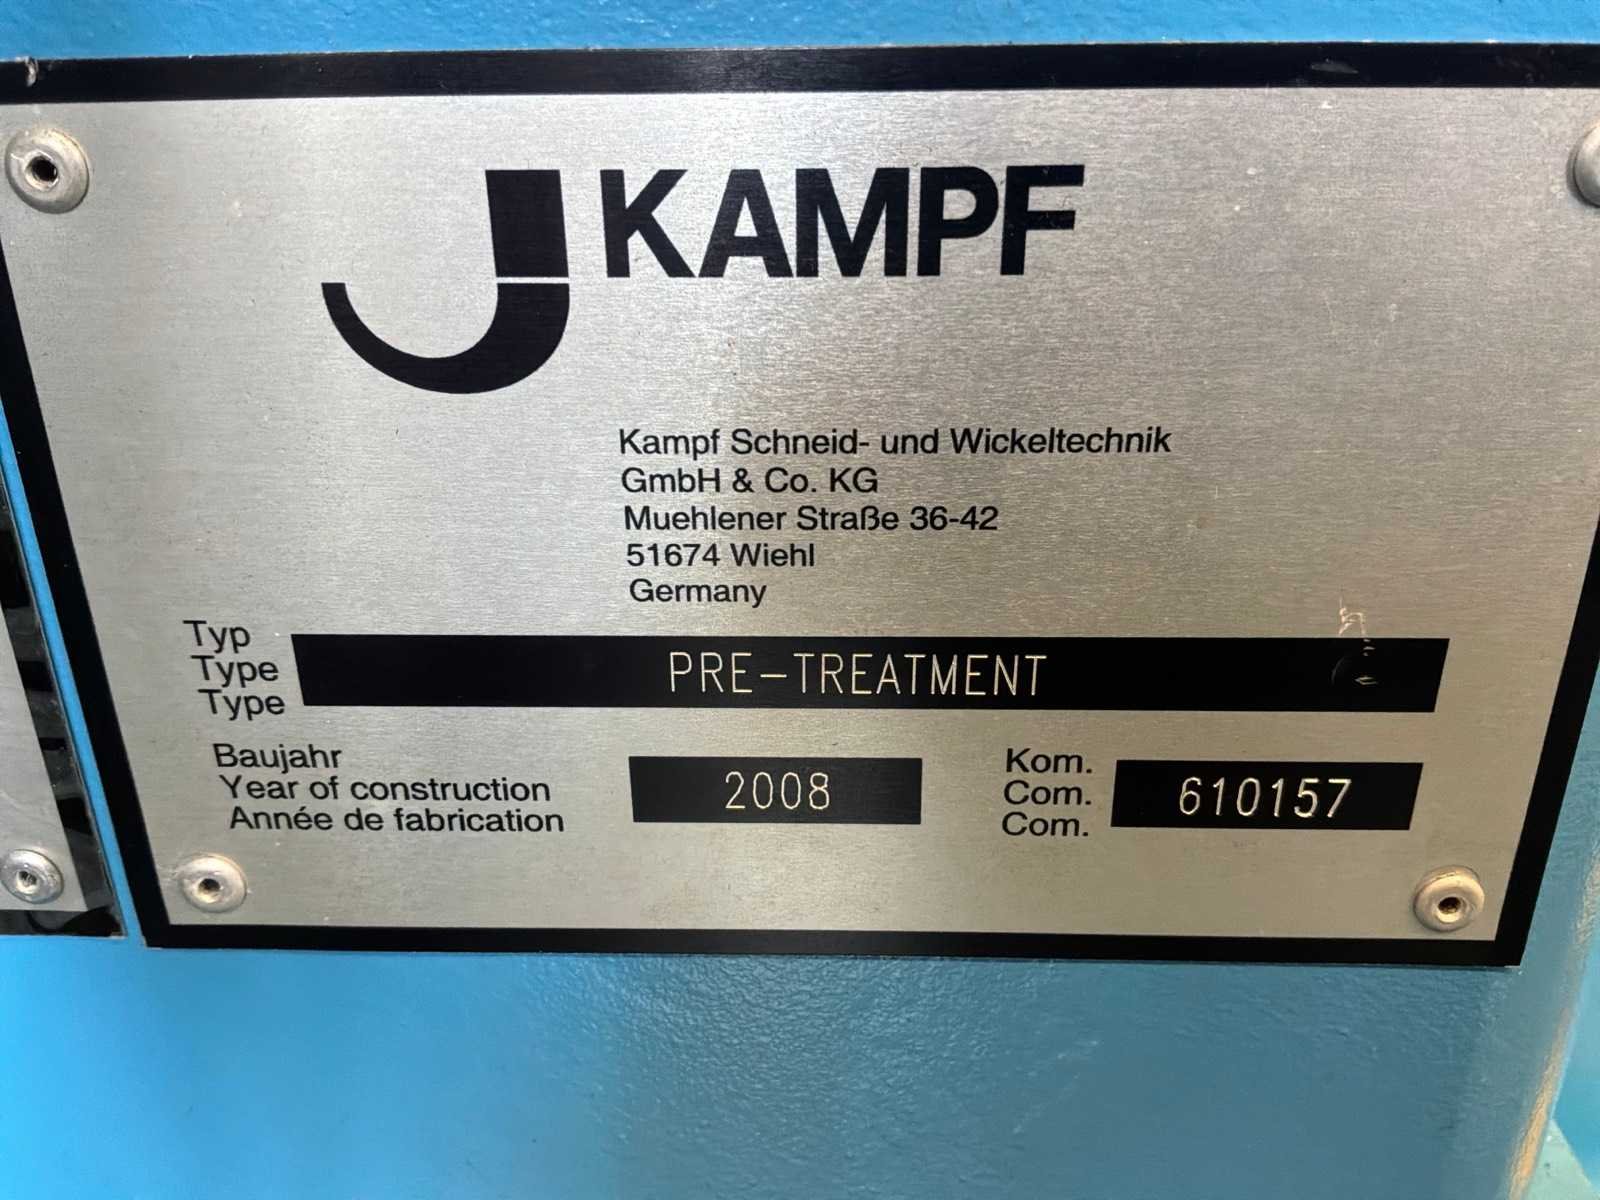 KAMPF
Kampf Schneid- und Wickeltechnik
GmbH & Co. KG
Muehlener Straße 36-42
51674 Wiehl
Germany
Typ
Type
Type
PRE-TREATMENT
Baujahr
Year of construction
Année de fabrication
2008
Kom.
Com.
Com.
610157